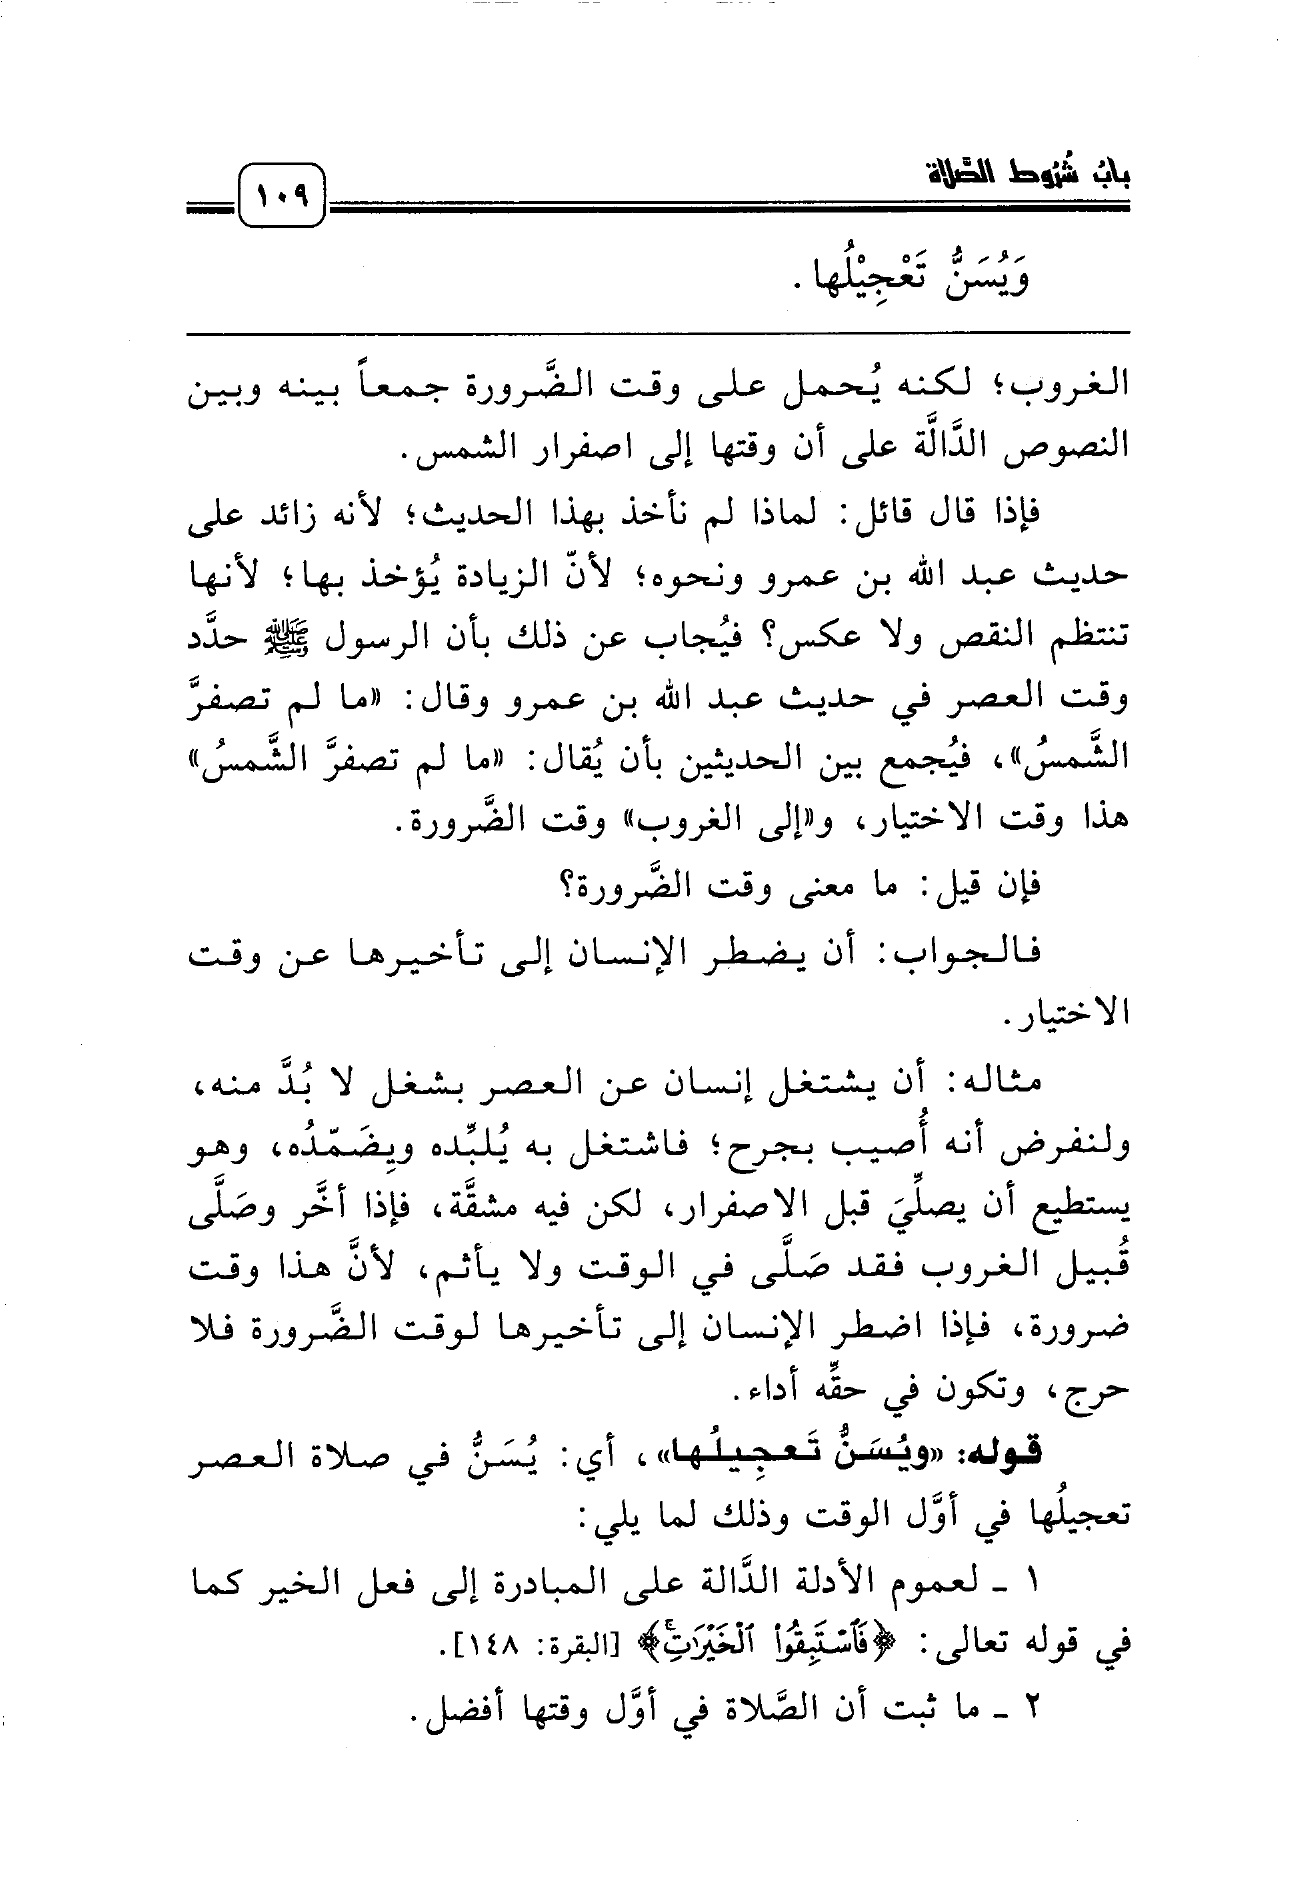 بابُ شُرُوط الصَّلاة
١٠٩
وَيُسَنُّ تَعْجِيْلُها.
الغروب؛ لكنه يُحمل على وقت الضَّرورة جمعاً بينه وبين
النصوص الدَّالَّة على أن وقتها إلى اصفرار الشمس.
فإذا قال قائل: لماذا لم نأخذ بهذا الحديث؛ لأنه زائد على
حديث عبد الله بن عمرو ونحوه؛ لأنّ الزيادة يُؤخذ بها؛ لأنها
تنتظم النقص ولا عكس؟ فيُجاب عن ذلك بأن الرسول ﷺ حدَّد
وقت العصر في حديث عبد الله بن عمرو وقال: «ما لم تصفرَّ
الشَّمسُ»، فيُجمع بين الحديثين بأن يُقال: «ما لم تصفرَّ الشَّمسُ»
هذا وقت الاختيار، و«إلى الغروب» وقت الضَّرورة.
فإن قيل: ما معنى وقت الضَّرورة؟
فالجواب: أن يضطر الإنسان إلى تأخيرها عن وقت
الاختيار.
مثاله: أن يشتغل إنسان عن العصر بشغل لا بُدَّ منه،
ولنفرض أنه أُصيب بجرح؛ فاشتغل به يُلبِّده ويضَمّدُه، وهو
يستطيع أن يصلِّيَ قبل الاصفرار، لكن فيه مشقَّة، فإذا أخَّر وصَلَّى
قُبيل الغروب فقد صَلَّى في الوقت ولا يأثم، لأنَّ هذا وقت
ضرورة، فإذا اضطر الإنسان إلى تأخيرها لوقت الضَّرورة فلا
حرج، وتكون في حقِّه أداء.
قوله: «ويُسَنُّ تَعجِيلُها»، أي: يُسَنُّ في صلاة العصر
تعجيلُها في أوَّل الوقت وذلك لما يلي:
١ ـ لعموم الأدلة الدَّالة على المبادرة إلى فعل الخير كما
في قوله تعالى: ﴿فَٱسْتَبِقُوا۟ ٱلْخَيْرَٰتِۚ﴾ [البقرة: ١٤٨].
٢ ـ ما ثبت أن الصَّلاة في أوَّل وقتها أفضل.